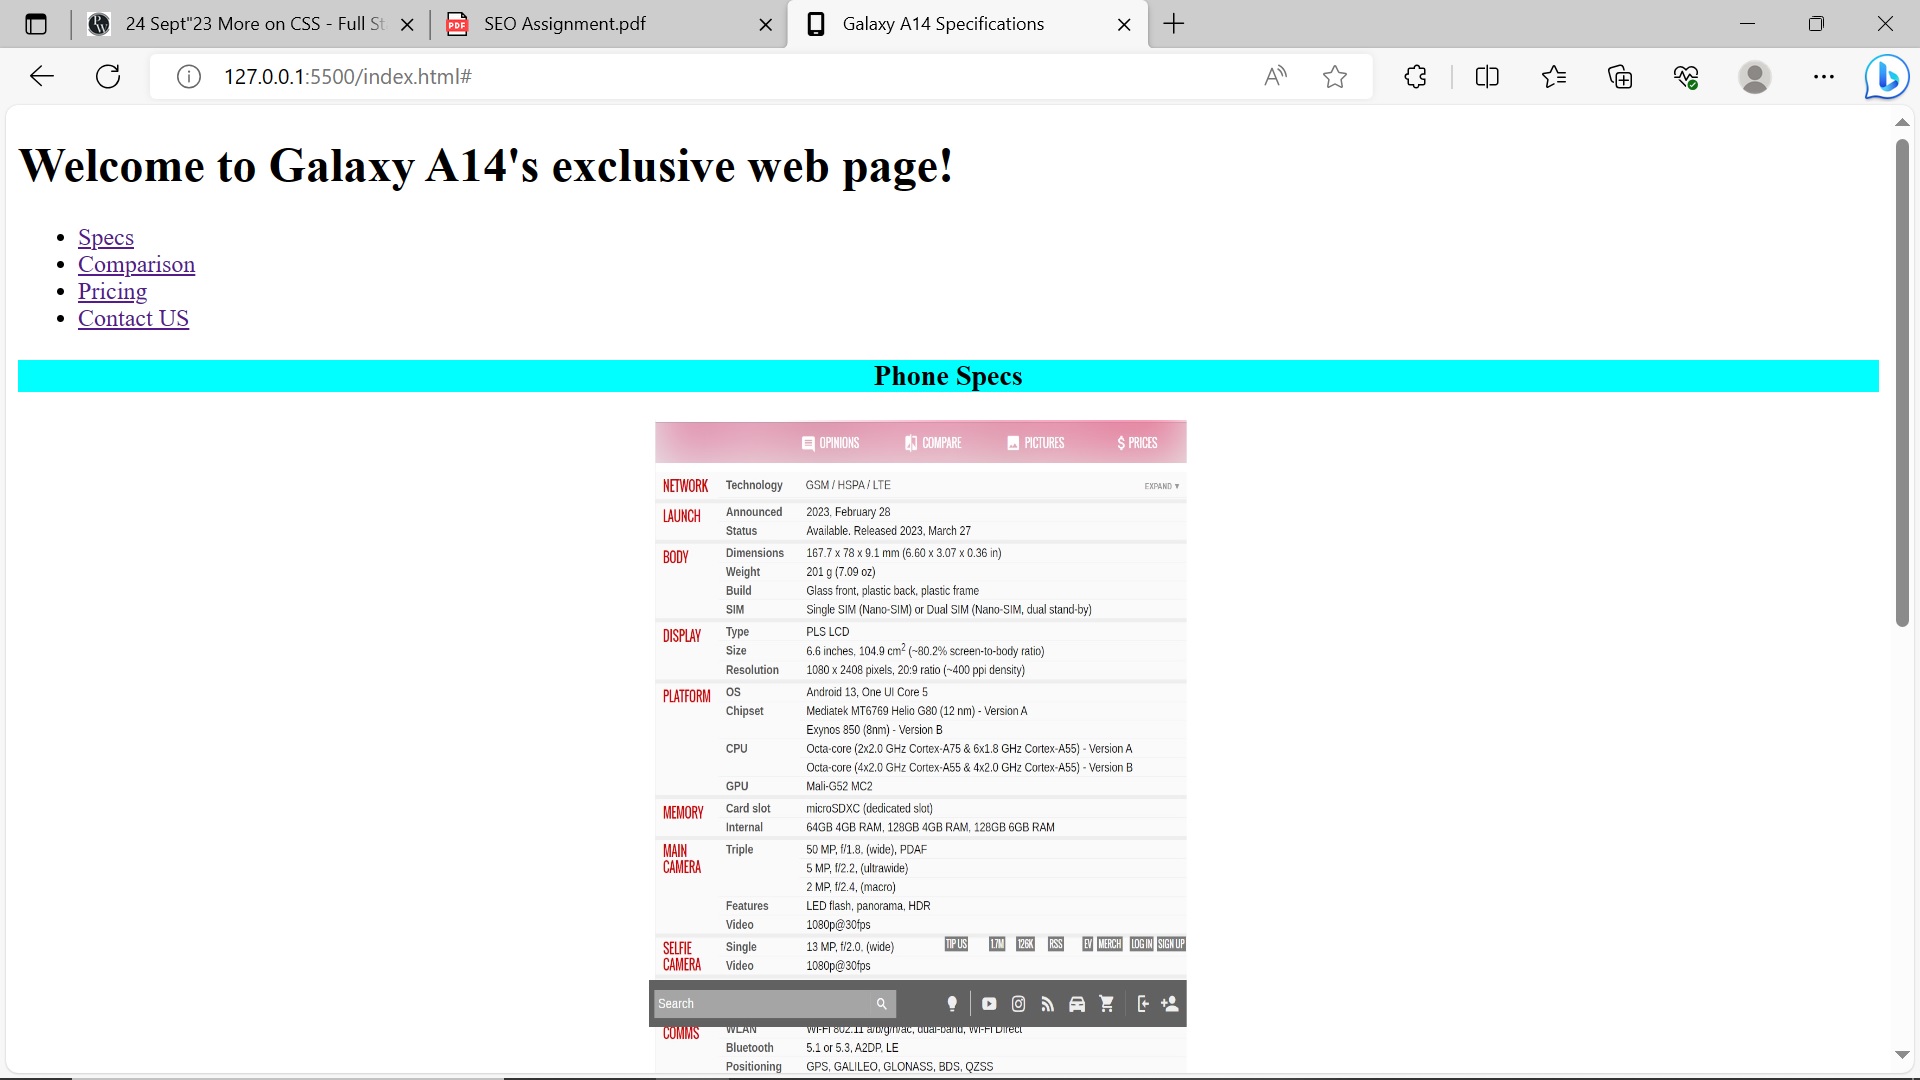 24 Sept"23 More on CSS - Full St
SEO Assignment.pdf
Galaxy A14 Specifications
127.0.0.1:5500/index.html#
Welcome to Galaxy A14's exclusive web page!
Specs
Comparison
Pricing
Contact US
Phone Specs
OPINIONS COMPARE PICTURES $ PRICES
NETWORK Technology GSM / HSPA / LTE EXPAND ▼
LAUNCH Announced 2023, February 28
Status Available. Released 2023, March 27
BODY Dimensions 167.7 x 78 x 9.1 mm (6.60 x 3.07 x 0.36 in)
Weight 201 g (7.09 oz)
Build Glass front, plastic back, plastic frame
SIM Single SIM (Nano-SIM) or Dual SIM (Nano-SIM, dual stand-by)
DISPLAY Type PLS LCD
Size 6.6 inches, 104.9 cm² (~80.2% screen-to-body ratio)
Resolution 1080 x 2408 pixels, 20:9 ratio (~400 ppi density)
PLATFORM OS Android 13, One UI Core 5
Chipset Mediatek MT6769 Helio G80 (12 nm) - Version A
Exynos 850 (8nm) - Version B
CPU Octa-core (2x2.0 GHz Cortex-A75 & 6x1.8 GHz Cortex-A55) - Version A
Octa-core (4x2.0 GHz Cortex-A55 & 4x2.0 GHz Cortex-A55) - Version B
GPU Mali-G52 MC2
MEMORY Card slot microSDXC (dedicated slot)
Internal 64GB 4GB RAM, 128GB 4GB RAM, 128GB 6GB RAM
MAIN CAMERA Triple 50 MP, f/1.8, (wide), PDAF
5 MP, f/2.2, (ultrawide)
2 MP, f/2.4, (macro)
Features LED flash, panorama, HDR
Video 1080p@30fps
SELFIE CAMERA Single 13 MP, f/2.0, (wide) TIP US 1.7M 126K RSS EV MERCH LOG IN SIGN UP
Video 1080p@30fps
Search
COMMS WLAN Wi-Fi 802.11 a/b/g/n/ac, dual-band, Wi-Fi Direct
Bluetooth 5.1 or 5.3, A2DP, LE
Positioning GPS, GALILEO, GLONASS, BDS, QZSS